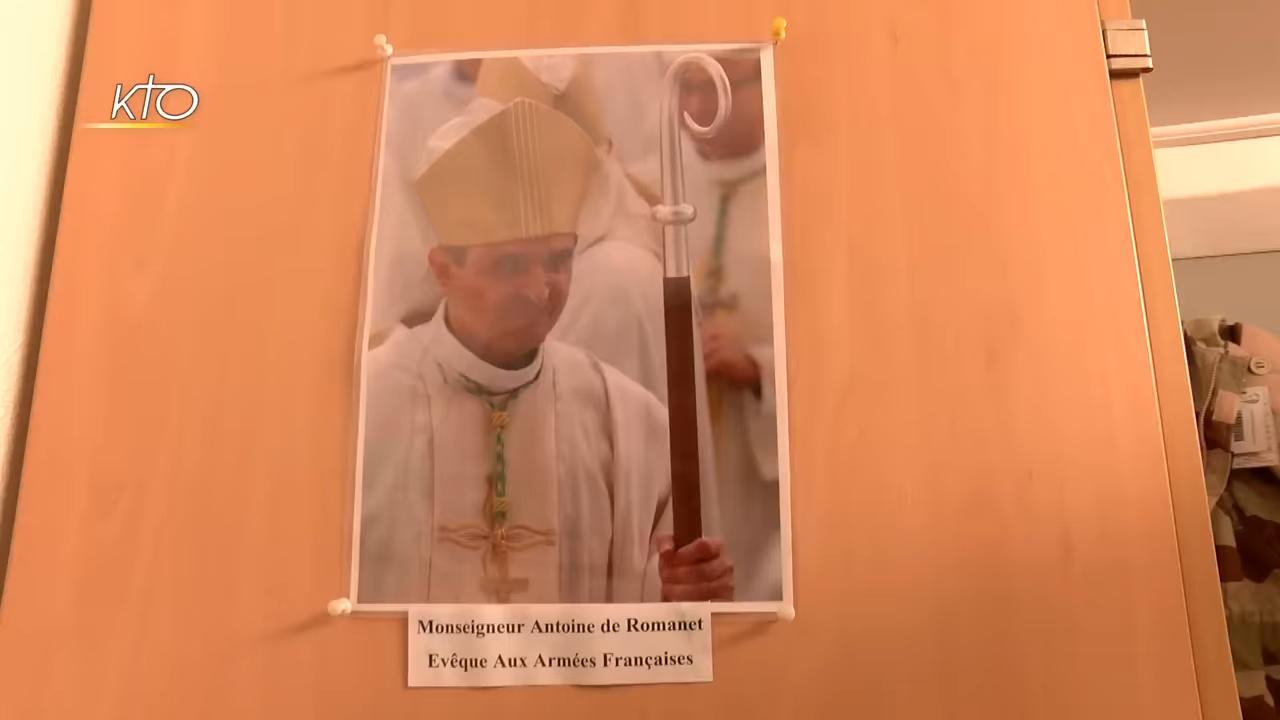 KTO
Monseigneur Antoine de Romanet
Evêque Aux Armées Françaises